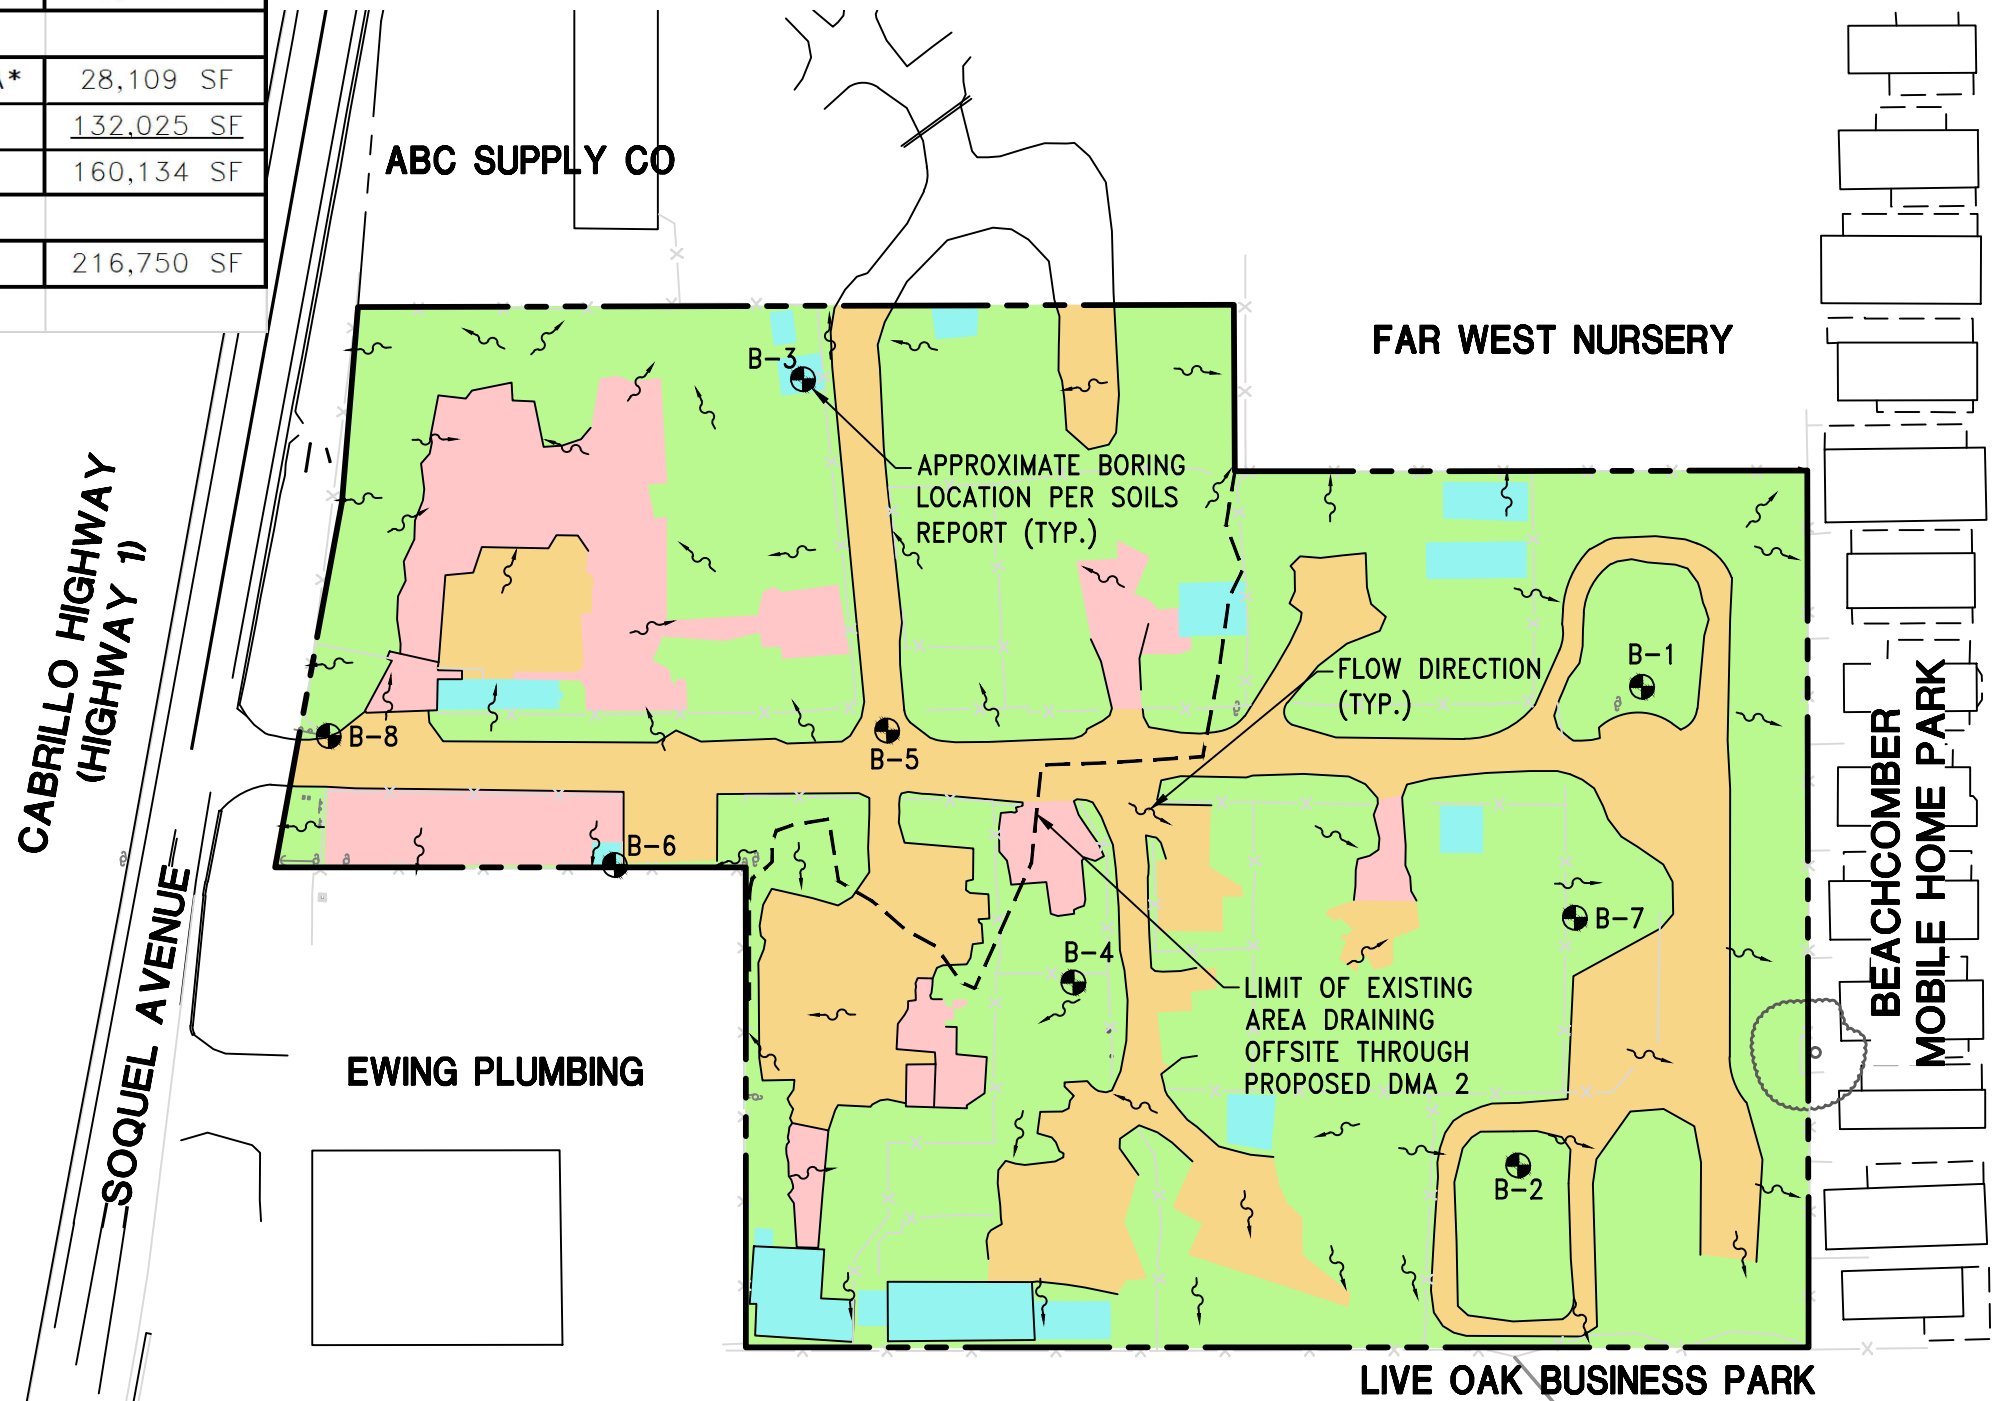 A*
28,109 SF
132,025 SF
160,134 SF
216,750 SF
ABC SUPPLY CO
FAR WEST NURSERY
B-3
APPROXIMATE BORING
LOCATION PER SOILS
REPORT (TYP.)
CABRILLO HIGHWAY
(HIGHWAY 1)
FLOW DIRECTION
(TYP.)
B-1
B-8
B-5
B-6
B-7
B-4
LIMIT OF EXISTING
AREA DRAINING
OFFSITE THROUGH
PROPOSED DMA 2
B-2
SOQUEL AVENUE
EWING PLUMBING
BEACHCOMBER
MOBILE HOME PARK
LIVE OAK BUSINESS PARK